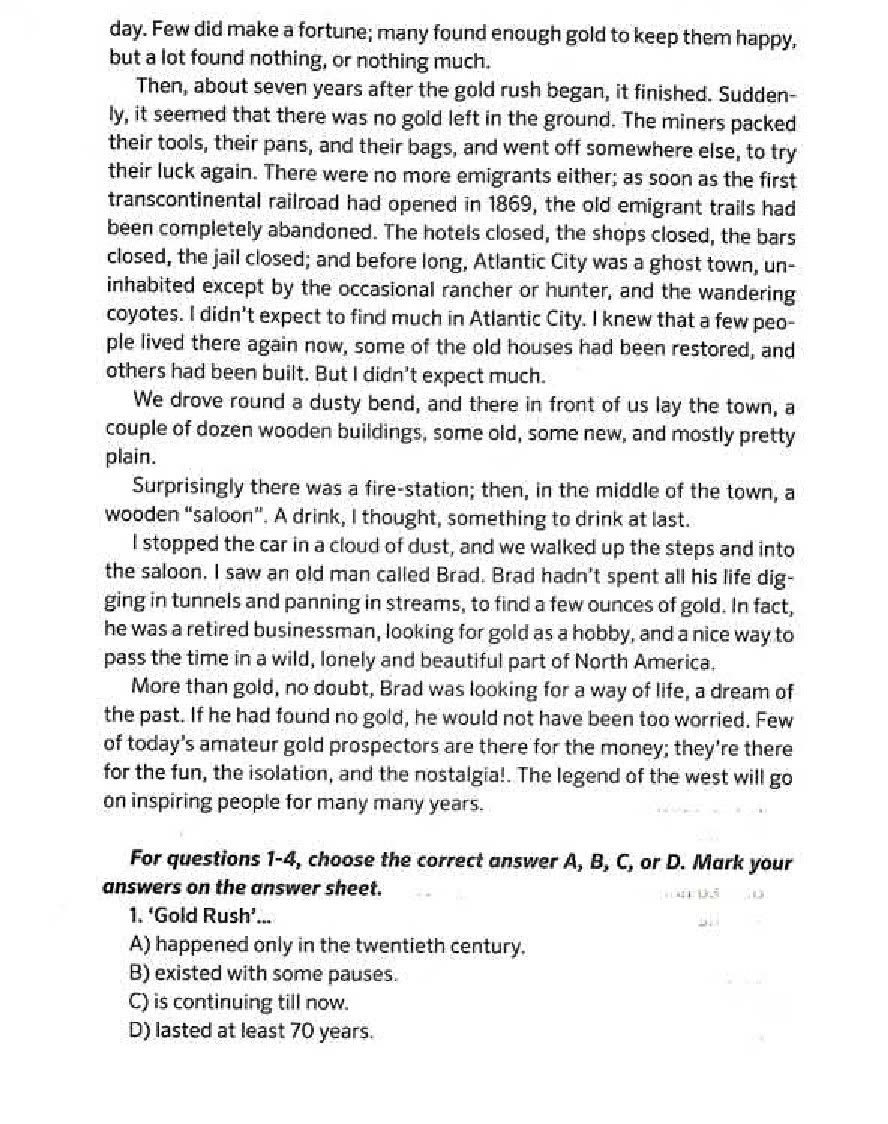 day. Few did make a fortune; many found enough gold to keep them happy,
but a lot found nothing, or nothing much.
Then, about seven years after the gold rush began, it finished. Sudden-
ly, it seemed that there was no gold left in the ground. The miners packed
their tools, their pans, and their bags, and went off somewhere else, to try
their luck again. There were no more emigrants either; as soon as the first
transcontinental railroad had opened in 1869, the old emigrant trails had
been completely abandoned. The hotels closed, the shops closed, the bars
closed, the jail closed; and before long, Atlantic City was a ghost town, un-
inhabited except by the occasional rancher or hunter, and the wandering
coyotes. I didn't expect to find much in Atlantic City. I knew that a few peo-
ple lived there again now, some of the old houses had been restored, and
others had been built. But I didn't expect much.
We drove round a dusty bend, and there in front of us lay the town, a
couple of dozen wooden buildings, some old, some new, and mostly pretty
plain.
Surprisingly there was a fire-station; then, in the middle of the town, a
wooden "saloon". A drink, I thought, something to drink at last.
I stopped the car in a cloud of dust, and we walked up the steps and into
the saloon. I saw an old man called Brad. Brad hadn't spent all his life dig-
ging in tunnels and panning in streams, to find a few ounces of gold. In fact,
he was a retired businessman, looking for gold as a hobby, and a nice way to
pass the time in a wild, lonely and beautiful part of North America.
More than gold, no doubt, Brad was looking for a way of life, a dream of
the past. If he had found no gold, he would not have been too worried. Few
of today's amateur gold prospectors are there for the money; they're there
for the fun, the isolation, and the nostalgia!. The legend of the west will go
on inspiring people for many many years.
For questions 1-4, choose the correct answer A, B, C, or D. Mark your
answers on the answer sheet.
1. 'Gold Rush'...
A) happened only in the twentieth century.
B) existed with some pauses.
C) is continuing till now.
D) lasted at least 70 years.